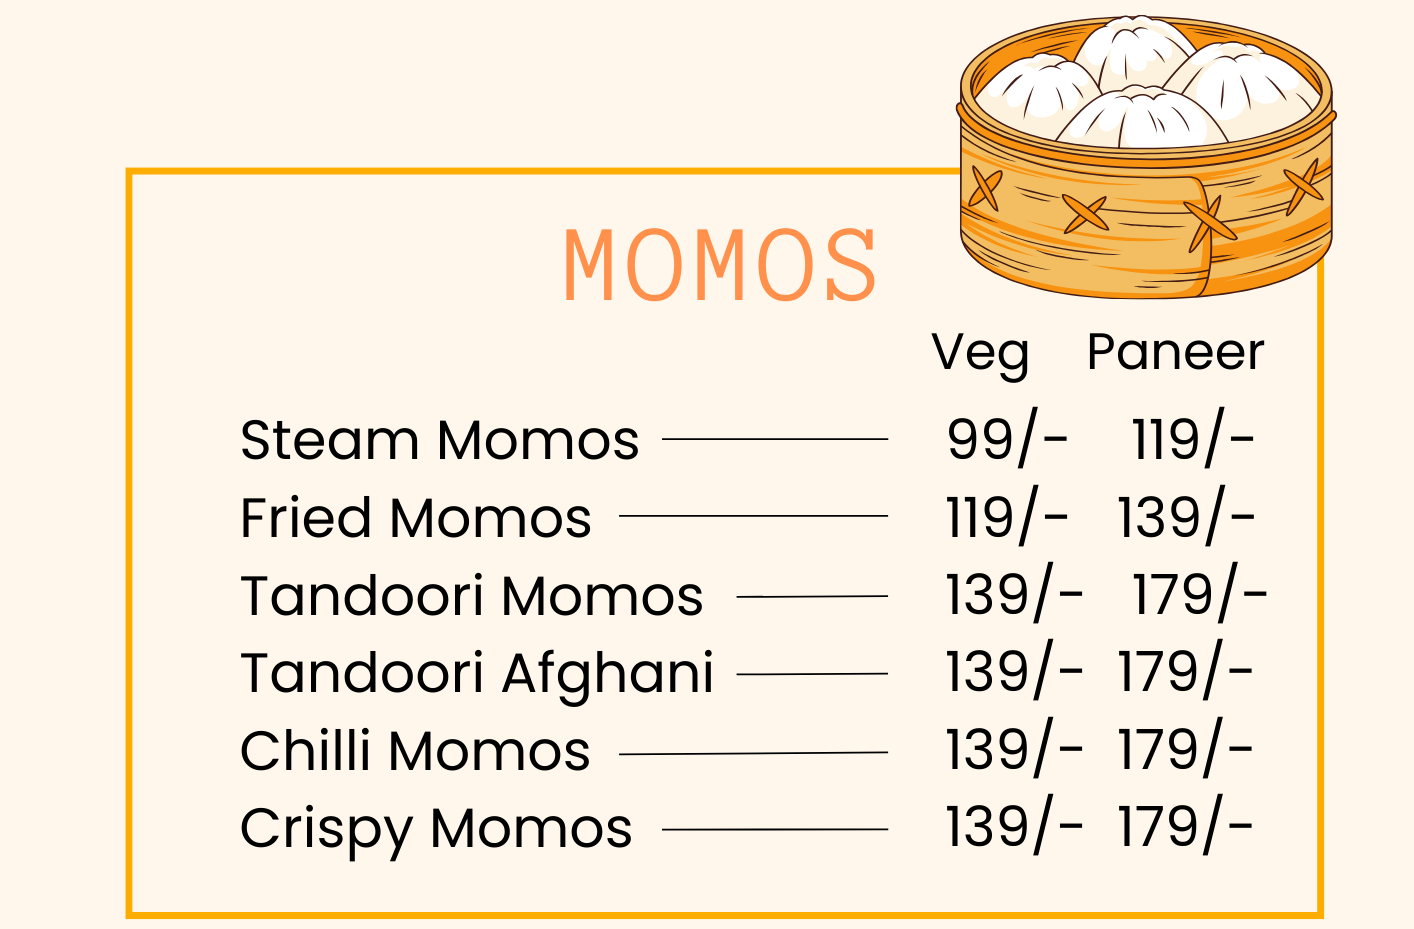 MOMOS
Veg Paneer
Steam Momos 99/- 119/-
Fried Momos 119/- 139/-
Tandoori Momos 139/- 179/-
Tandoori Afghani 139/- 179/-
Chilli Momos 139/- 179/-
Crispy Momos 139/- 179/-